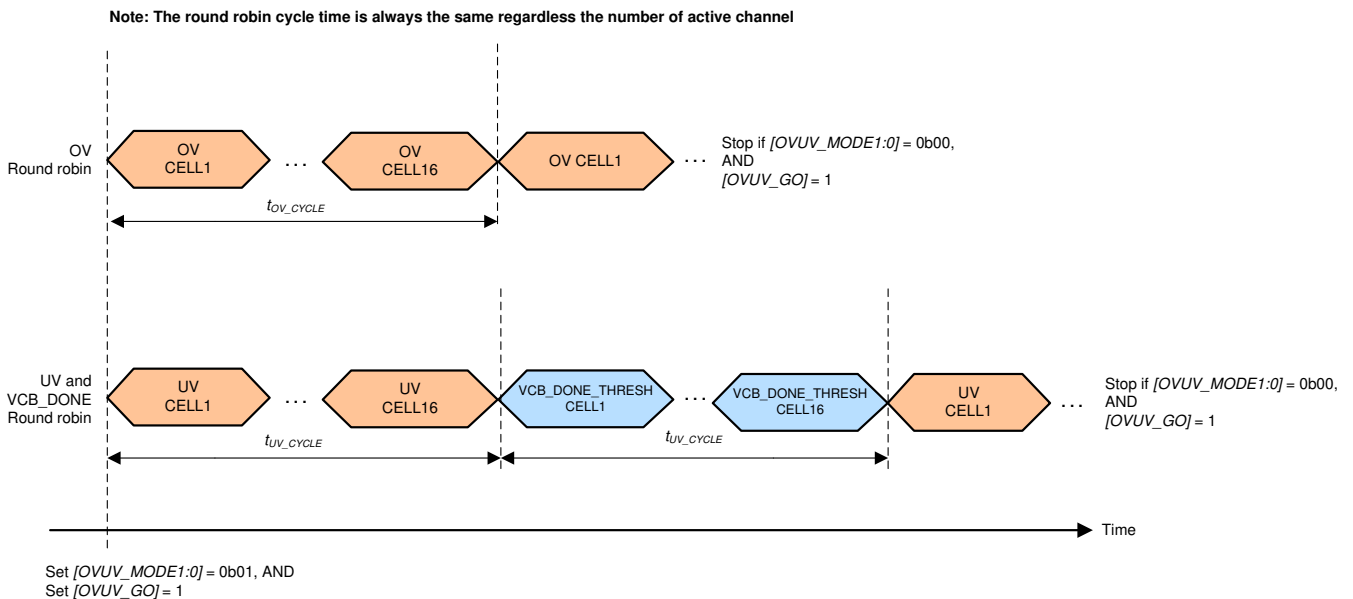 Note: The round robin cycle time is always the same regardless the number of active channel
OV
Round robin
OV
CELL1
...
OV
CELL16
OV CELL1
...
Stop if [OVUV_MODE1:0] = 0b00,
AND
[OVUV_GO] = 1
tOV_CYCLE
UV and
VCB_DONE
Round robin
UV
CELL1
...
UV
CELL16
VCB_DONE_THRESH
CELL1
...
VCB_DONE_THRESH
CELL16
UV
CELL1
...
Stop if [OVUV_MODE1:0] = 0b00,
AND
[OVUV_GO] = 1
tUV_CYCLE
tUV_CYCLE
Time
Set [OVUV_MODE1:0] = 0b01, AND
Set [OVUV_GO] = 1